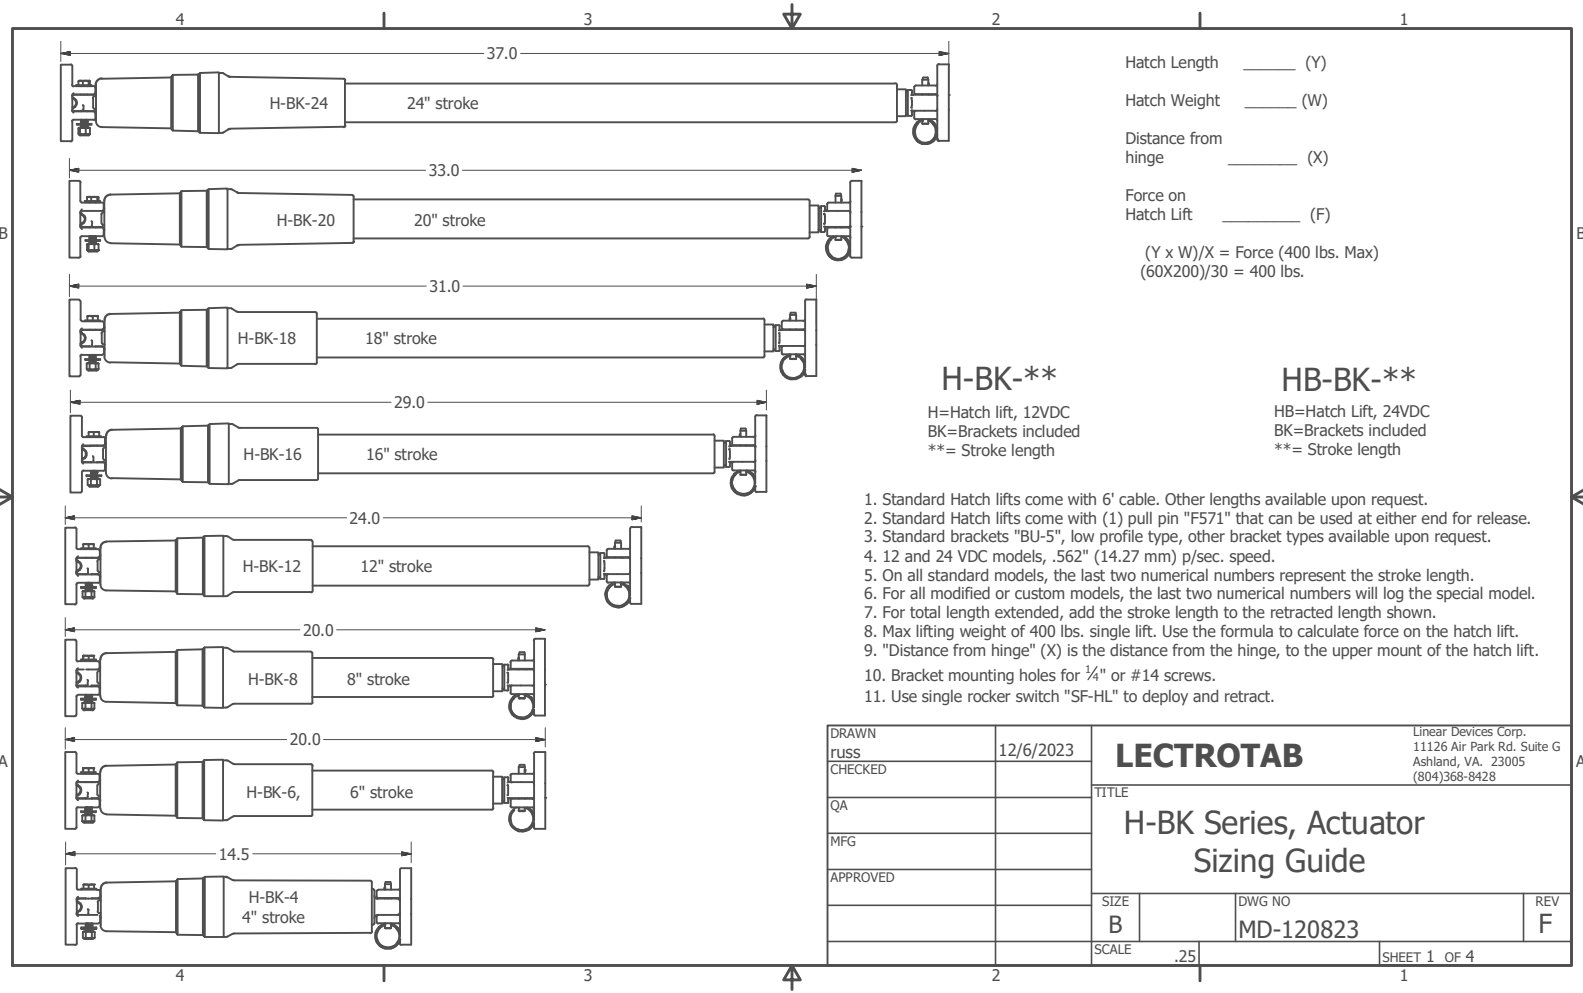 4 3 2 1
37.0
H-BK-24 24" stroke
33.0
H-BK-20 20" stroke
31.0
H-BK-18 18" stroke
29.0
H-BK-16 16" stroke
24.0
H-BK-12 12" stroke
20.0
H-BK-8 8" stroke
20.0
H-BK-6, 6" stroke
14.5
H-BK-4
4" stroke
B
A
Hatch Length ______ (Y)
Hatch Weight ______ (W)
Distance from
hinge ________ (X)
Force on
Hatch Lift _________ (F)
(Y x W)/X = Force (400 lbs. Max)
(60X200)/30 = 400 lbs.
H-BK-**
H=Hatch lift, 12VDC
BK=Brackets included
**= Stroke length
HB-BK-**
HB=Hatch Lift, 24VDC
BK=Brackets included
**= Stroke length
1. Standard Hatch lifts come with 6' cable. Other lengths available upon request.
2. Standard Hatch lifts come with (1) pull pin "F571" that can be used at either end for release.
3. Standard brackets "BU-5", low profile type, other bracket types available upon request.
4. 12 and 24 VDC models, .562" (14.27 mm) p/sec. speed.
5. On all standard models, the last two numerical numbers represent the stroke length.
6. For all modified or custom models, the last two numerical numbers will log the special model.
7. For total length extended, add the stroke length to the retracted length shown.
8. Max lifting weight of 400 lbs. single lift. Use the formula to calculate force on the hatch lift.
9. "Distance from hinge" (X) is the distance from the hinge, to the upper mount of the hatch lift.
10. Bracket mounting holes for ¼" or #14 screws.
11. Use single rocker switch "SF-HL" to deploy and retract.
B
A
DRAWN
russ 12/6/2023
CHECKED
QA
MFG
APPROVED
LECTROTAB
Linear Devices Corp.
11126 Air Park Rd. Suite G
Ashland, VA. 23005
(804)368-8428
TITLE
H-BK Series, Actuator
Sizing Guide
SIZE
B
DWG NO
MD-120823
REV
F
SCALE .25
SHEET 1 OF 4
4 3 2 1